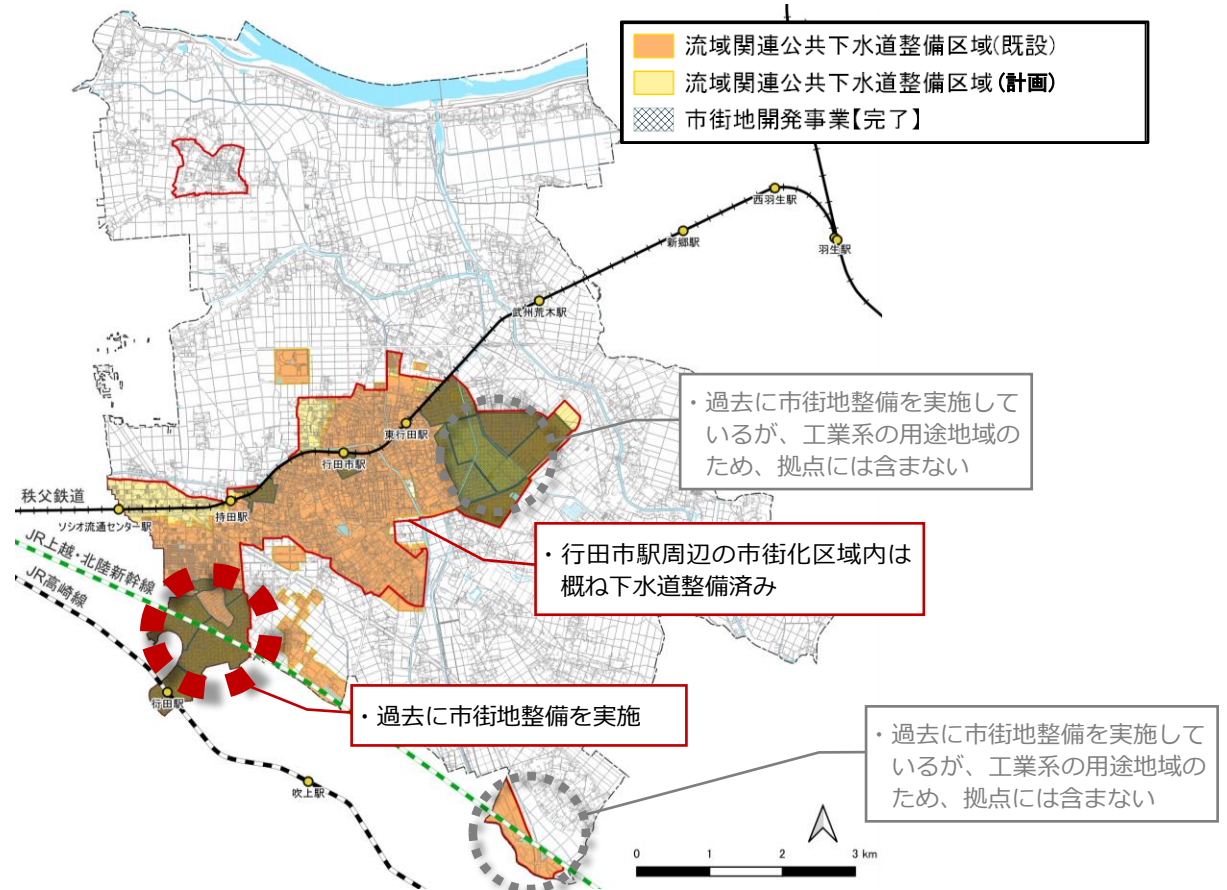 流域関連公共下水道整備区域(既設)
流域関連公共下水道整備区域(計画)
市街地開発事業【完了】
西羽生駅
新郷駅
羽生駅
武州荒木駅
・過去に市街地整備を実施して
いるが、工業系の用途地域の
ため、拠点には含まない
東行田駅
行田市駅
秩父鉄道
持田駅
ソシオ流通センター駅
・行田市駅周辺の市街化区域内は
概ね下水道整備済み
JR上越・北陸新幹線
JR高崎線
行田駅
・過去に市街地整備を実施
・過去に市街地整備を実施して
いるが、工業系の用途地域の
ため、拠点には含まない
吹上駅
0 1 2 3 km